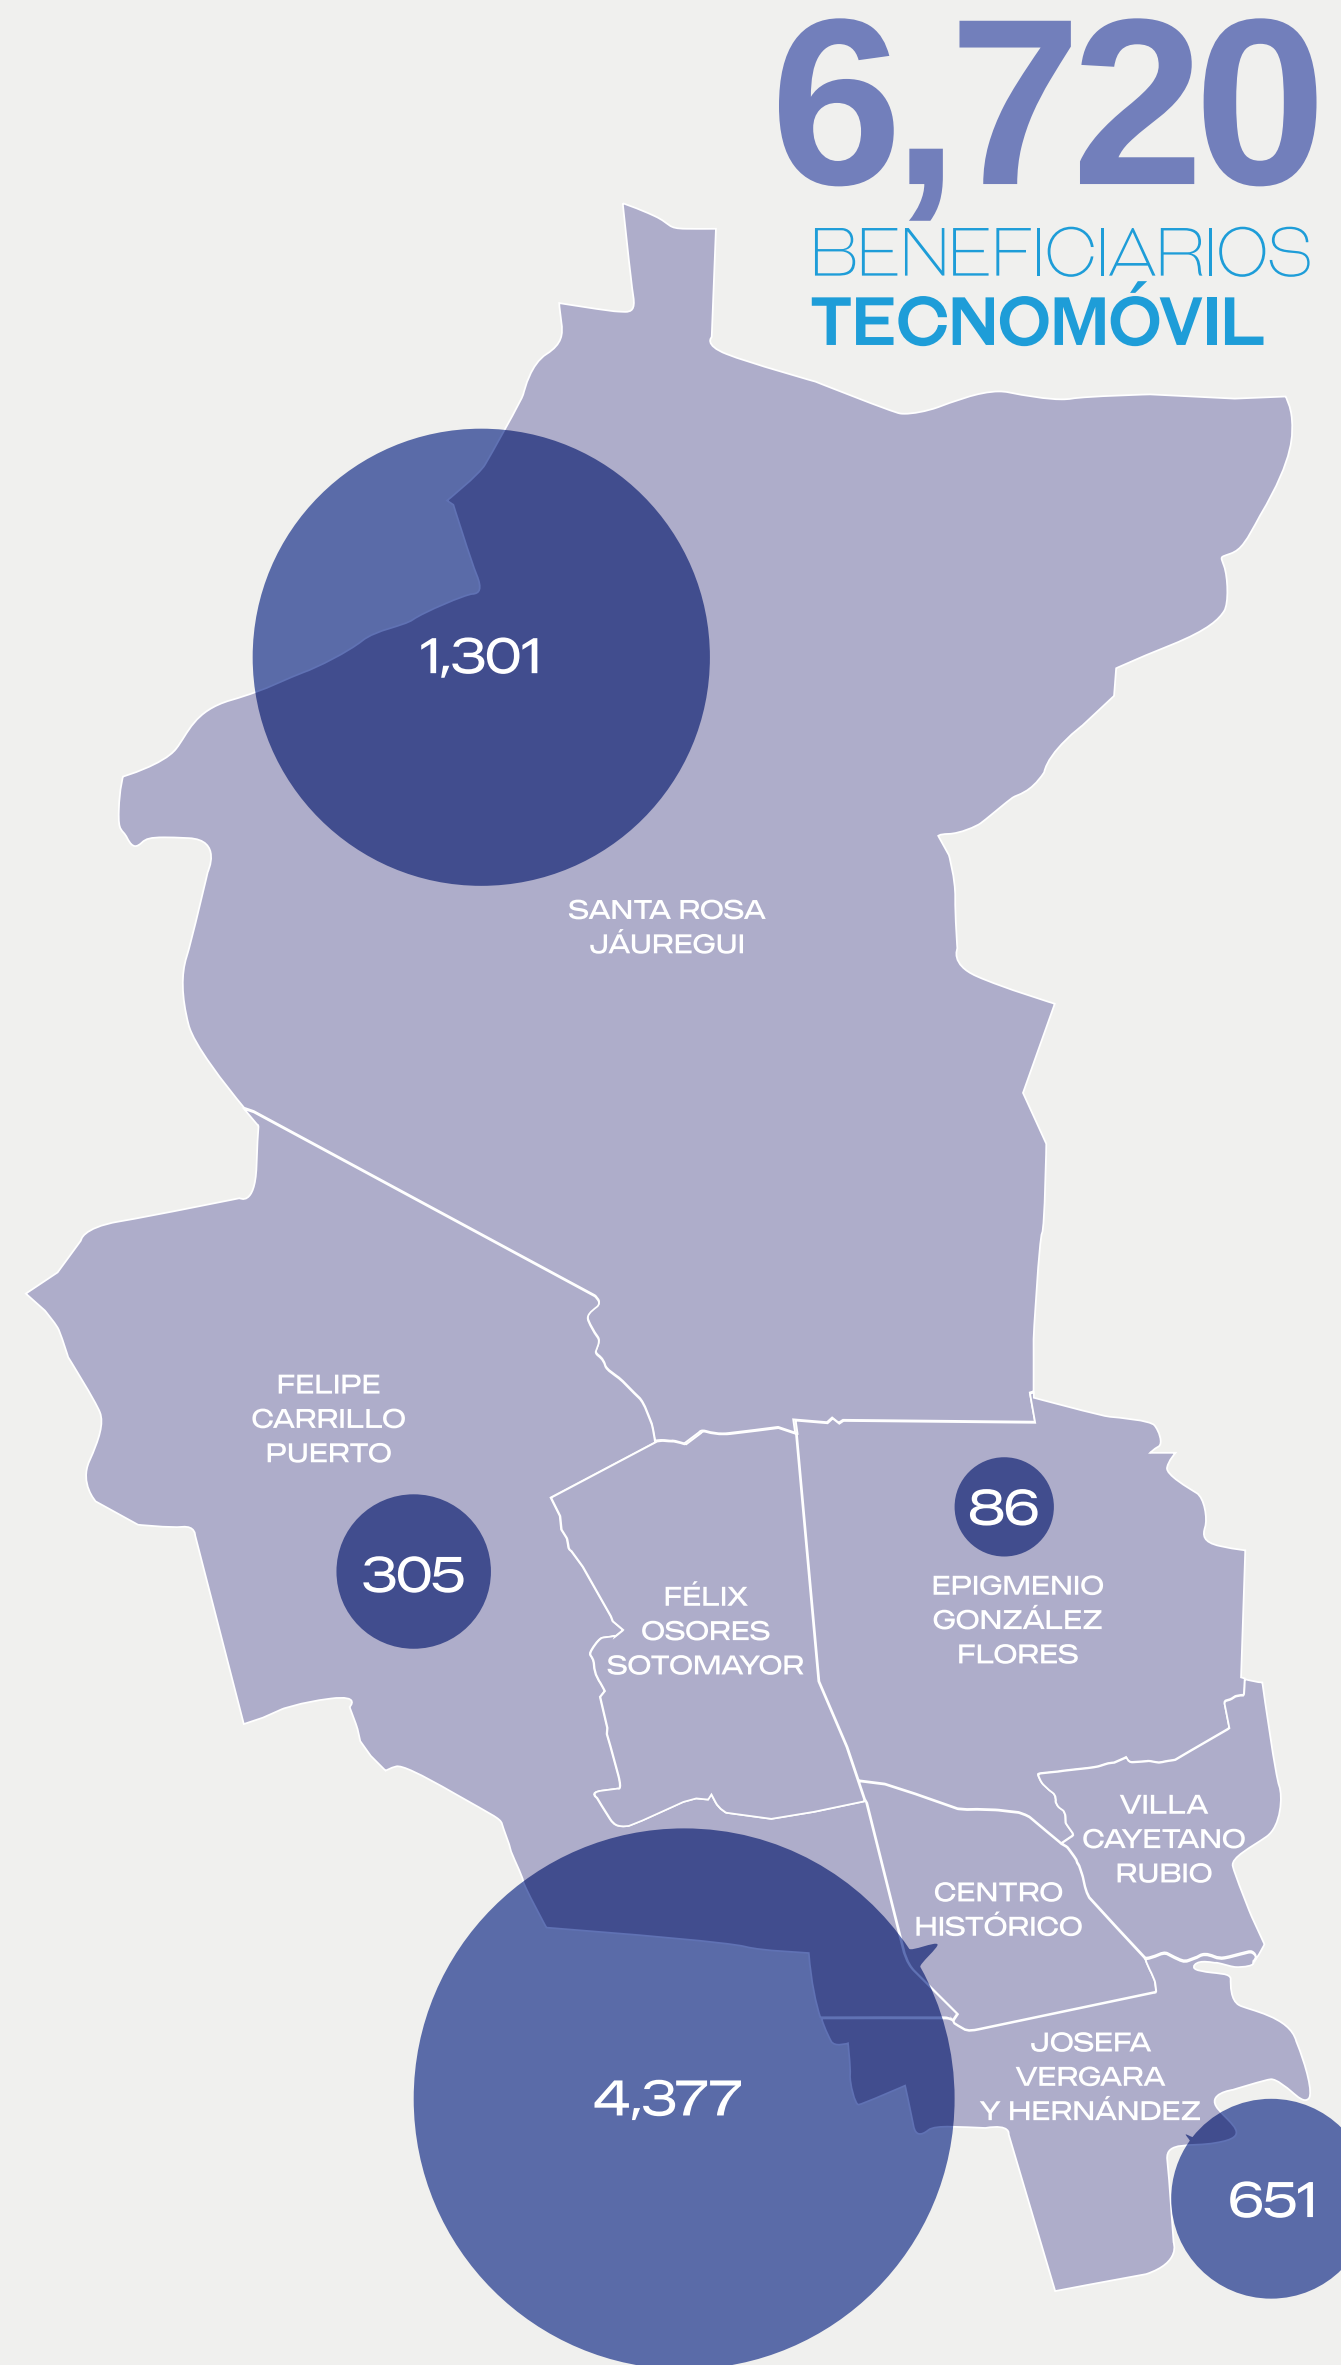 6,720
BENEFICIARIOS
TECNOMÓVIL
1,301
SANTA ROSA
JÁUREGUI
FELIPE
CARRILLO
PUERTO
305
FÉLIX
OSORES
SOTOMAYOR
86
EPIGMENIO
GONZÁLEZ
FLORES
VILLA
CAYETANO
RUBIO
CENTRO
HISTÓRICO
JOSEFA
VERGARA
Y HERNÁNDEZ
4,377
651